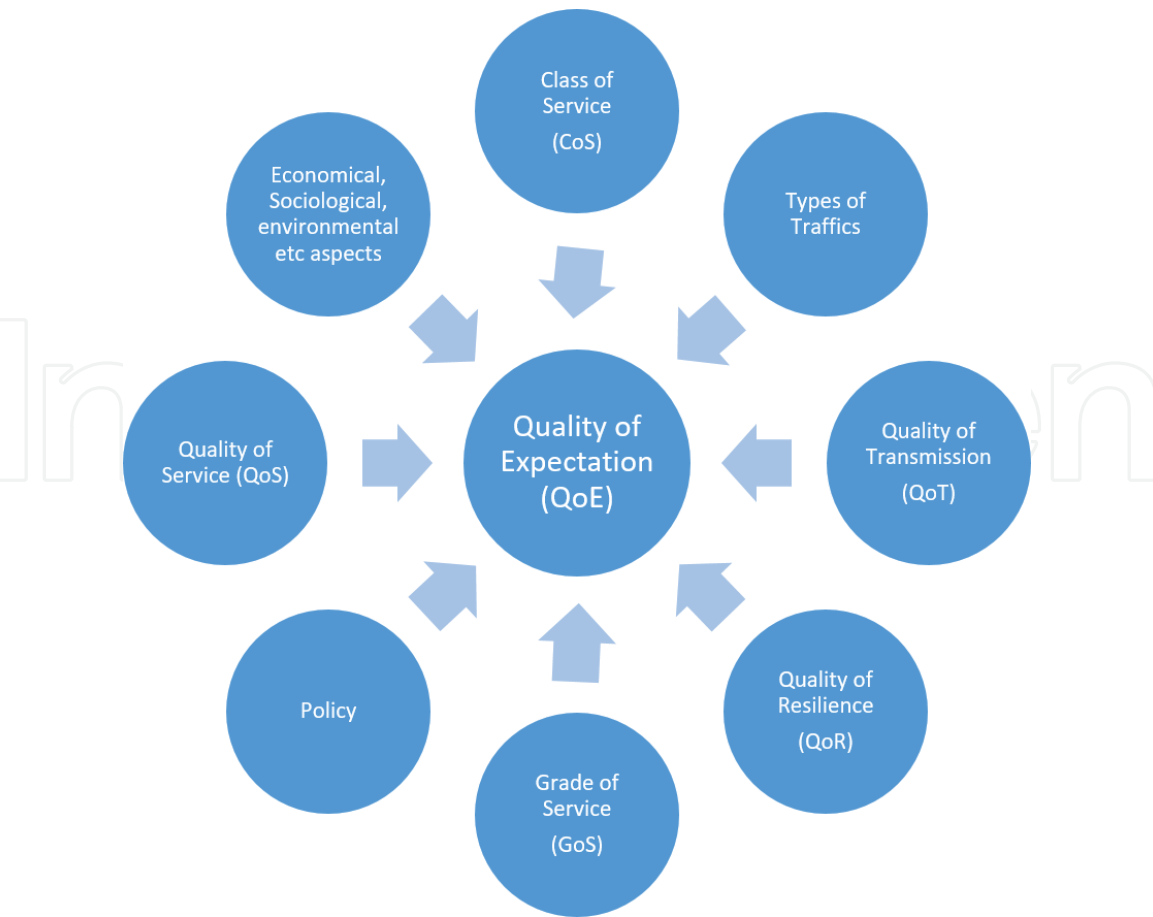 Class of
Service
(CoS)
Types of
Traffics
Quality of
Transmission
(QoT)
Quality of
Resilience
(QoR)
Grade of
Service
(GoS)
Policy
Quality of
Service (QoS)
Economical,
Sociological,
environmental
etc aspects
Quality of
Expectation
(QoE)